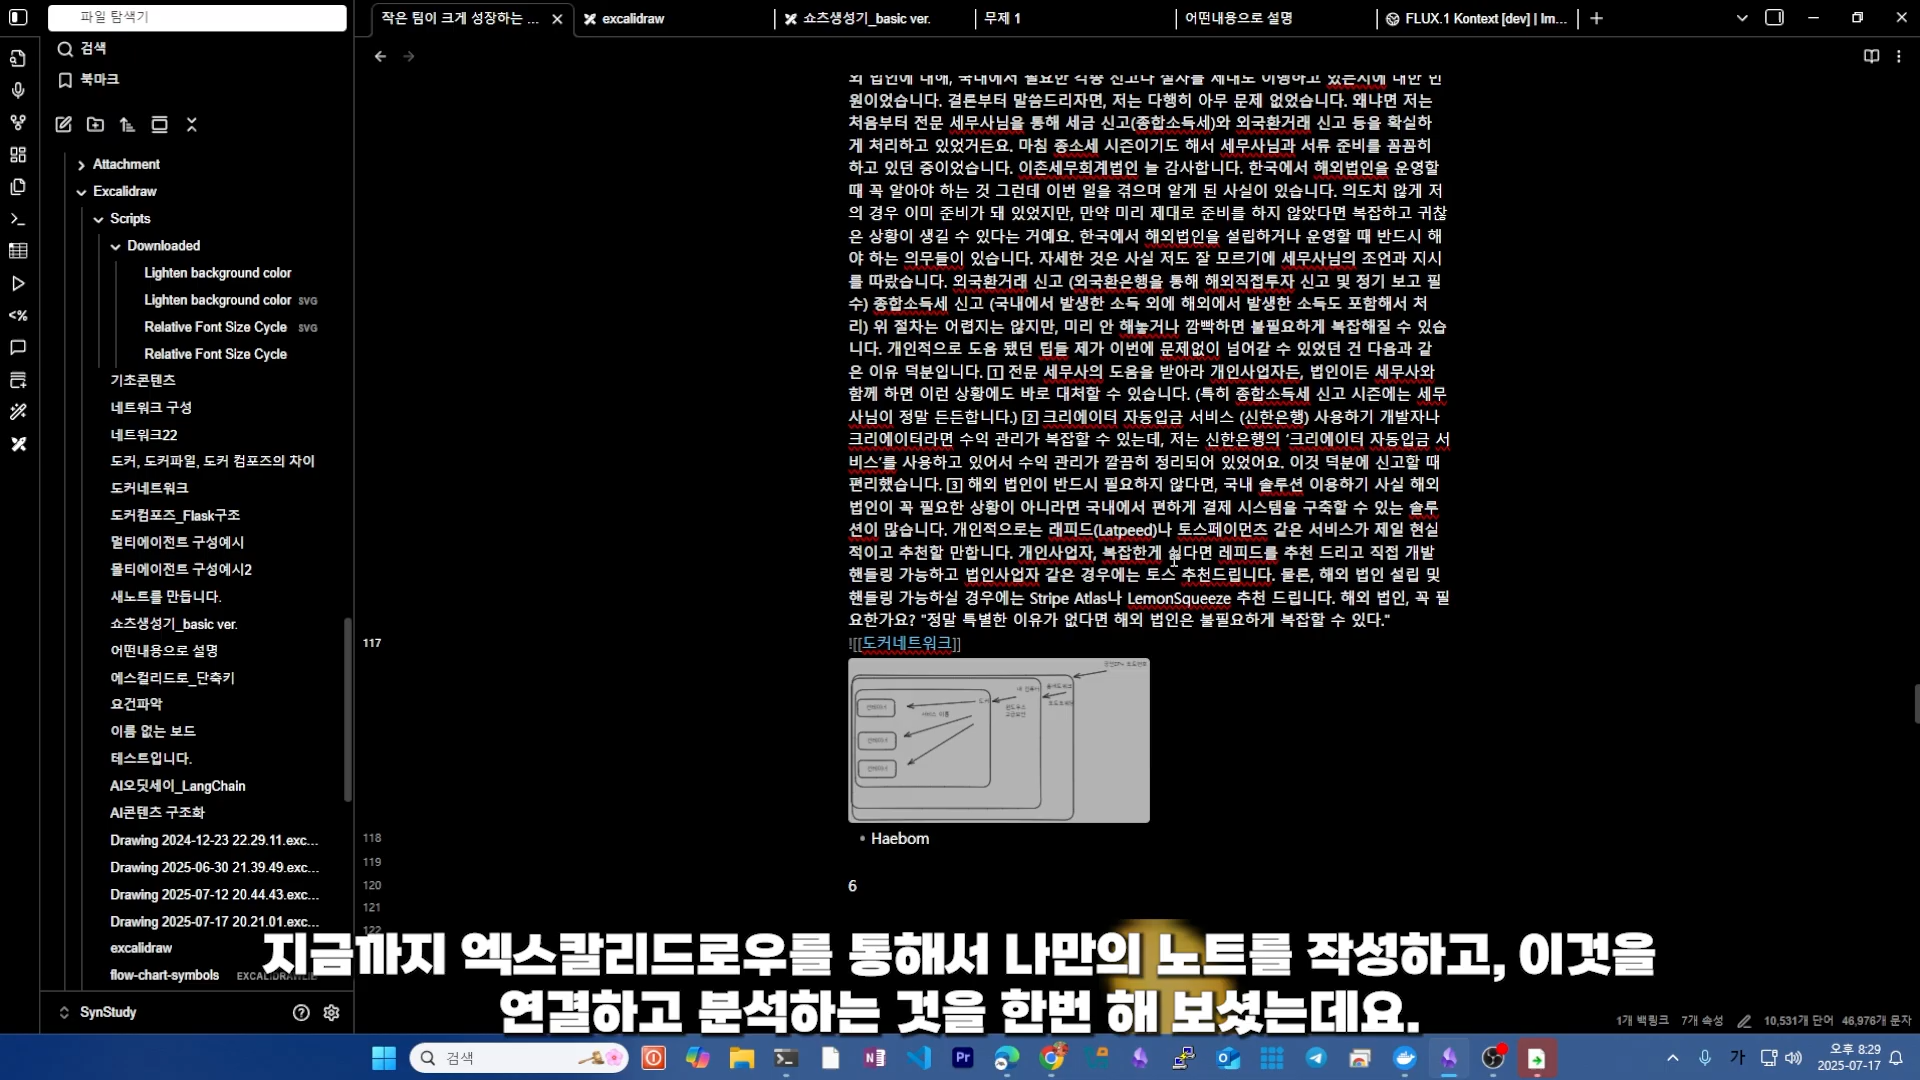 파일 탐색기
작은 팀이 크게 성장하는 ...
excalidraw
쇼츠생성기_basic ver.
무제 1
어떤내용으로 설명
FLUX.1 Kontext [dev] | Im...
검색
북마크
Attachment
Excalidraw
Scripts
Downloaded
Lighten background color
Lighten background color SVG
Relative Font Size Cycle SVG
Relative Font Size Cycle
기초콘텐츠
네트워크 구성
네트워크22
도커, 도커파일, 도커 컴포즈의 차이
도커네트워크
도커컴포즈_Flask구조
멀티에이전트 구성예시
몰티에이전트 구성예시2
새노트를 만듭니다.
쇼츠생성기_basic ver.
어떤내용으로 설명
에스컬리드로_단축키
요건파악
이름 없는 보드
테스트입니다.
AI오딧세이_LangChain
AI콘텐츠 구조화
Drawing 2024-12-23 22.29.11.exc...
Drawing 2025-06-30 21.39.49.exc...
Drawing 2025-07-12 20.44.43.exc...
Drawing 2025-07-17 20.21.01.exc...
excalidraw
flow-chart-symbols
SynStudy
외 법인에 대해, 국내에서 필요한 각종 신고나 절차를 제대로 이행하고 있는지에 대한 민
원이었습니다. 결론부터 말씀드리자면, 저는 다행히 아무 문제 없었습니다. 왜냐면 저는
처음부터 전문 세무사님을 통해 세금 신고(종합소득세)와 외국환거래 신고 등을 확실하
게 처리하고 있었거든요. 마침 종소세 시즌이기도 해서 세무사님과 서류 준비를 꼼꼼히
하고 있던 중이었습니다. 이촌세무회계법인 늘 감사합니다. 한국에서 해외법인을 운영할
때 꼭 알아야 하는 것 그런데 이번 일을 겪으며 알게 된 사실이 있습니다. 의도치 않게 저
의 경우 이미 준비가 돼 있었지만, 만약 미리 제대로 준비를 하지 않았다면 복잡하고 귀찮
은 상황이 생길 수 있다는 거예요. 한국에서 해외법인을 설립하거나 운영할 때 반드시 해
야 하는 의무들이 있습니다. 자세한 것은 사실 저도 잘 모르기에 세무사님의 조언과 지시
를 따랐습니다. 외국환거래 신고 (외국환은행을 통해 해외직접투자 신고 및 정기 보고 필
수) 종합소득세 신고 (국내에서 발생한 소득 외에 해외에서 발생한 소득도 포함해서 처
리) 위 절차는 어렵지는 않지만, 미리 안 해놓거나 깜빡하면 불필요하게 복잡해질 수 있습
니다. 개인적으로 도움 됐던 팁들 제가 이번에 문제없이 넘어갈 수 있었던 건 다음과 같
은 이유 덕분입니다. 1 전문 세무사의 도움을 받아라 개인사업자든, 법인이든 세무사와
함께 하면 이런 상황에도 바로 대처할 수 있습니다. (특히 종합소득세 신고 시즌에는 세무
사님이 정말 든든합니다.) 2 크리에이터 자동입금 서비스 (신한은행) 사용하기 개발자나
크리에이터라면 수익 관리가 복잡할 수 있는데, 저는 신한은행의 '크리에이터 자동입금 서
비스'를 사용하고 있어서 수익 관리가 깔끔히 정리되어 있었어요. 이것 덕분에 신고할 때
편리했습니다. 3 해외 법인이 반드시 필요하지 않다면, 국내 솔루션 이용하기 사실 해외
법인이 꼭 필요한 상황이 아니라면 국내에서 편하게 결제 시스템을 구축할 수 있는 솔루
션이 많습니다. 개인적으로는 래피드(Latpeed)나 토스페이먼츠 같은 서비스가 제일 현실
적이고 추천할 만합니다. 개인사업자, 복잡한게 싫다면 레피드를 추천 드리고 직접 개발
핸들링 가능하고 법인사업자 같은 경우에는 토스 추천드립니다. 물론, 해외 법인 설립 및
핸들링 가능하실 경우에는 Stripe Atlas나 LemonSqueeze 추천 드립니다. 해외 법인, 꼭 필
요한가요? "정말 특별한 이유가 없다면 해외 법인은 불필요하게 복잡할 수 있다."
117
![[도커네트워크]]
컨테이너
컨테이너
컨테이너
서비스 이름
118
• Haebom
119
120
6
121
122
지금까지 엑스칼리드로우를 통해서 나만의 노트를 작성하고, 이것을
연결하고 분석하는 것을 한번 해 보셨는데요.
1개 백링크 7개 속성 10,531개 단어 46,976개 문자
검색
가
오후 8:29
2025-07-17